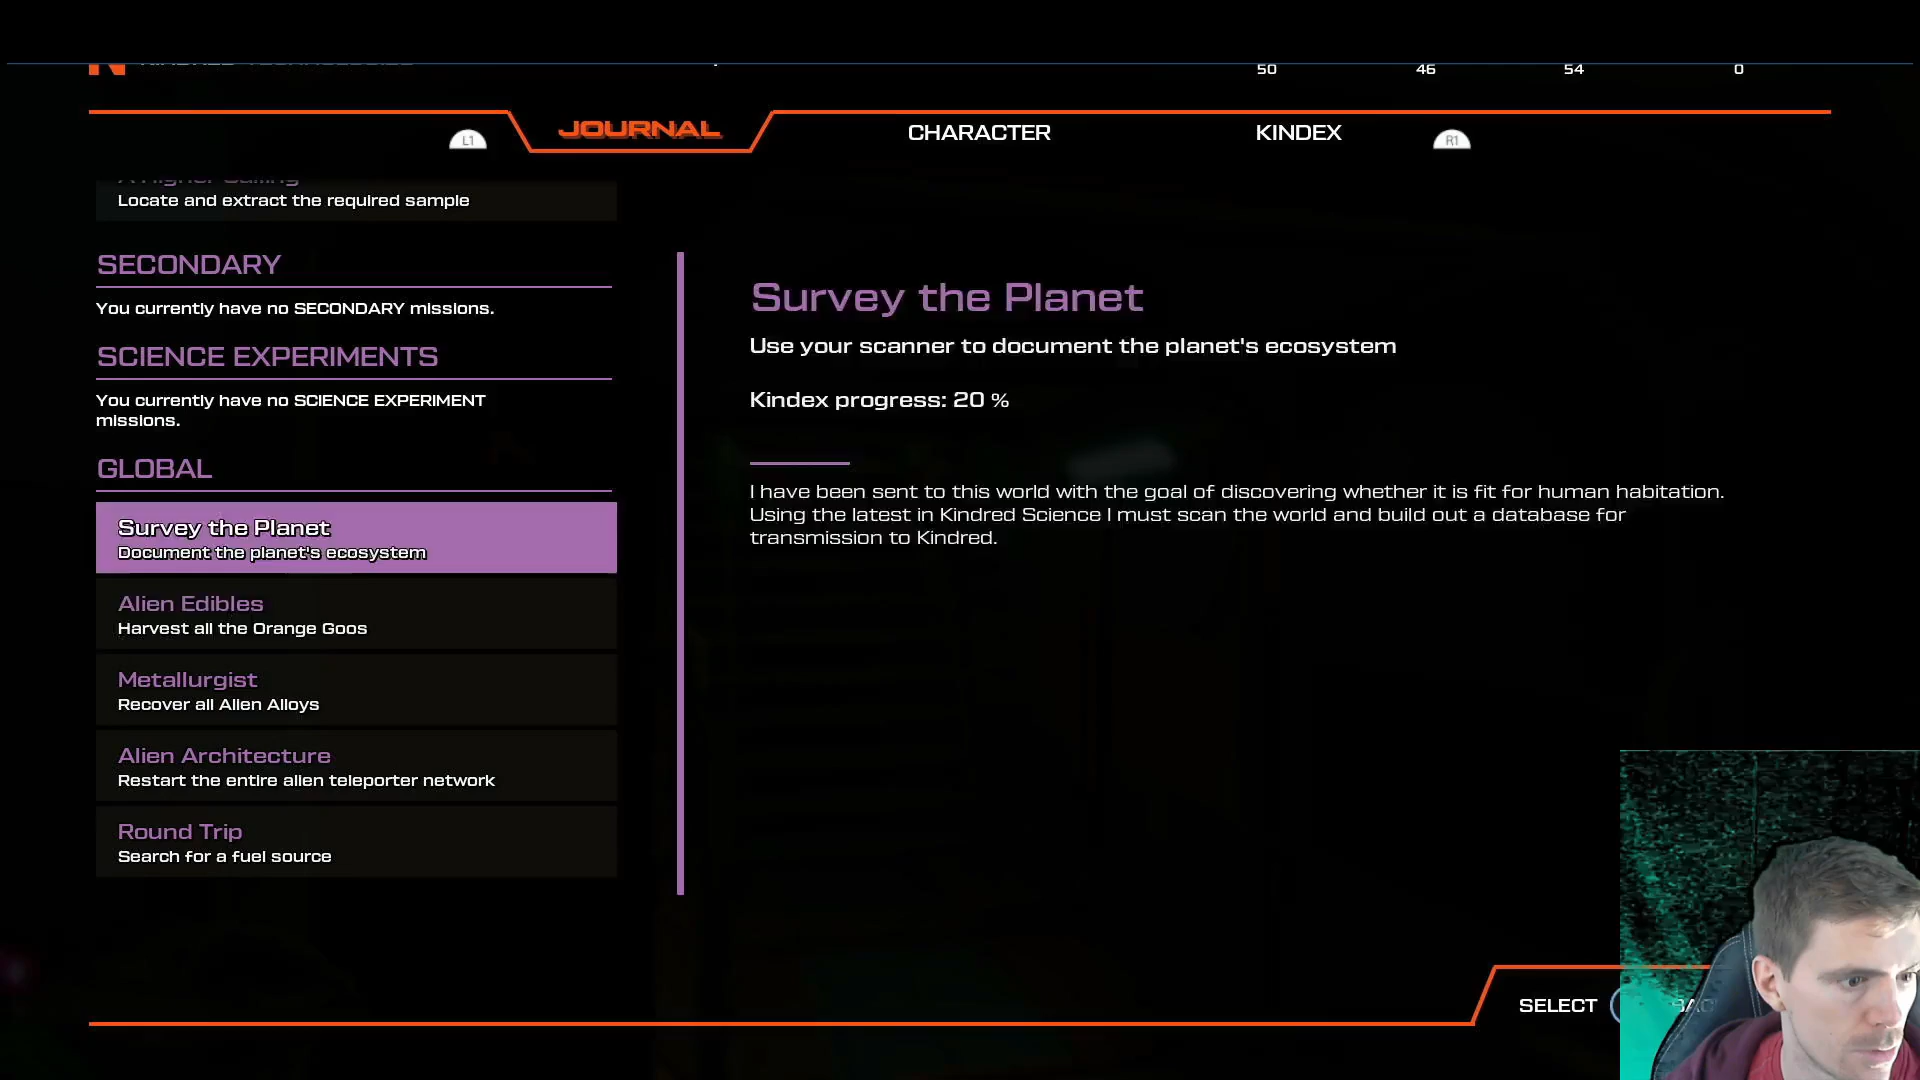 50 46 54 0
L1 JOURNAL CHARACTER KINDEX R1
A Higher Calling
Locate and extract the required sample
SECONDARY
You currently have no SECONDARY missions.
SCIENCE EXPERIMENTS
You currently have no SCIENCE EXPERIMENT
missions.
GLOBAL
Survey the Planet
Document the planet's ecosystem
Alien Edibles
Harvest all the Orange Goos
Metallurgist
Recover all Alien Alloys
Alien Architecture
Restart the entire alien teleporter network
Round Trip
Search for a fuel source
Survey the Planet
Use your scanner to document the planet's ecosystem
Kindex progress: 20 %
I have been sent to this world with the goal of discovering whether it is fit for human habitation.
Using the latest in Kindred Science I must scan the world and build out a database for
transmission to Kindred.
SELECT